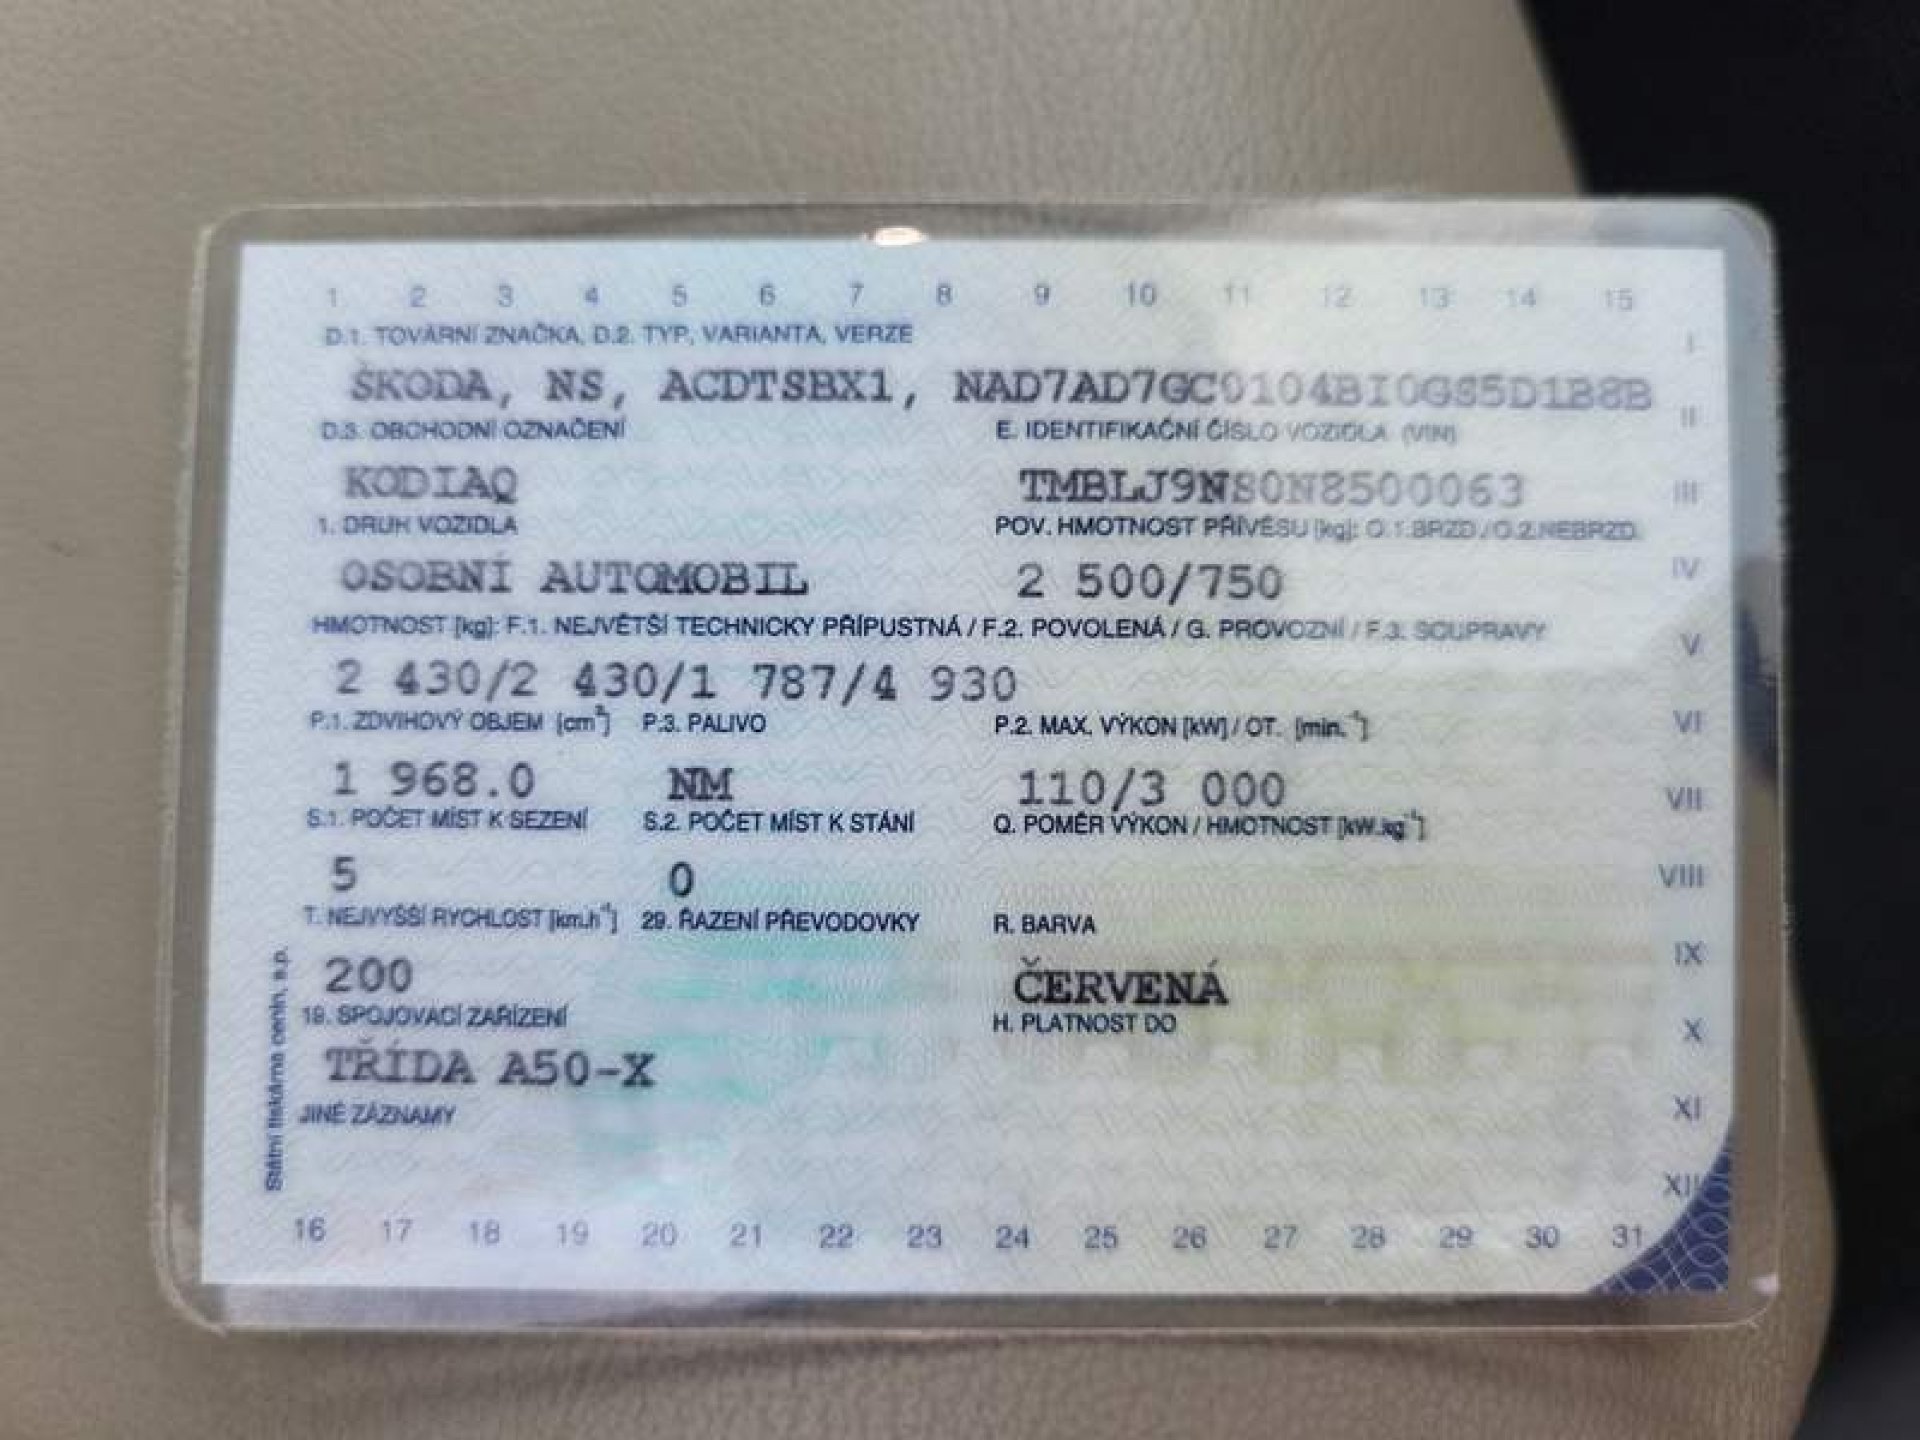 1 2 3 4 5 6 7 8 9 10 11 12 13 14 15
D.1. TOVÁRNÍ ZNAČKA, D.2. TYP, VARIANTA, VERZE
I
ŠKODA, NS, ACDTSBX1, NAD7AD7GC0104BI0GS5D1B8B
II
D.3. OBCHODNÍ OZNAČENÍ E. IDENTIFIKAČNÍ ČÍSLO VOZIDLA (VIN)
KODIAQ TMBLJ9NS0N8500063
III
1. DRUH VOZIDLA POV. HMOTNOST PŘÍVĚSU [kg]: O.1.BRZD./O.2.NEBRZD.
OSOBNÍ AUTOMOBIL 2 500/750
IV
HMOTNOST [kg]: F.1. NEJVĚTŠÍ TECHNICKY PŘÍPUSTNÁ / F.2. POVOLENÁ / G. PROVOZNÍ / F.3. SOUPRAVY
V
2 430/2 430/1 787/4 930
P.1. ZDVIHOVÝ OBJEM [cm³] P.3. PALIVO P.2. MAX. VÝKON [kW] / OT. [min.⁻¹]
VI
1 968.0 NM 110/3 000
VII
S.1. POČET MÍST K SEZENÍ S.2. POČET MÍST K STÁNÍ Q. POMĚR VÝKON / HMOTNOST [kW.kg⁻¹]
5 0
VIII
T. NEJVYŠŠÍ RYCHLOST [km.h⁻¹] 29. ŘAZENÍ PŘEVODOVKY R. BARVA
200 ČERVENÁ
IX
19. SPOJOVACÍ ZAŘÍZENÍ H. PLATNOST DO
X
TŘÍDA A50-X
JINÉ ZÁZNAMY
XI
XII
16 17 18 19 20 21 22 23 24 25 26 27 28 29 30 31
Státní tiskárna cenin, s.p.